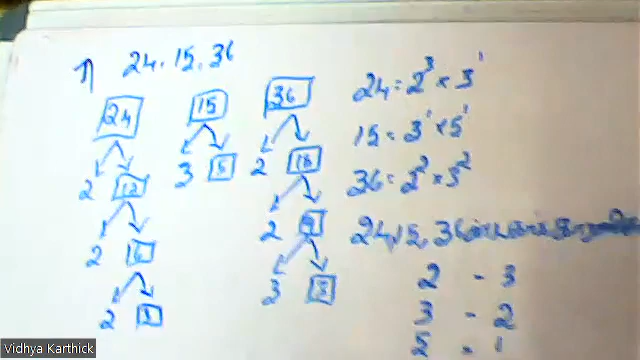 1) 24, 15, 36
24 15 36
2 12 3 5 2 18
2 6 2 9
2 3 3 3
24 = 2³ × 3¹
15 = 3¹ × 5¹
36 = 2² × 3²
24, 15, 36
2 - 3
3 - 2
5 - 1
Vidhya Karthick